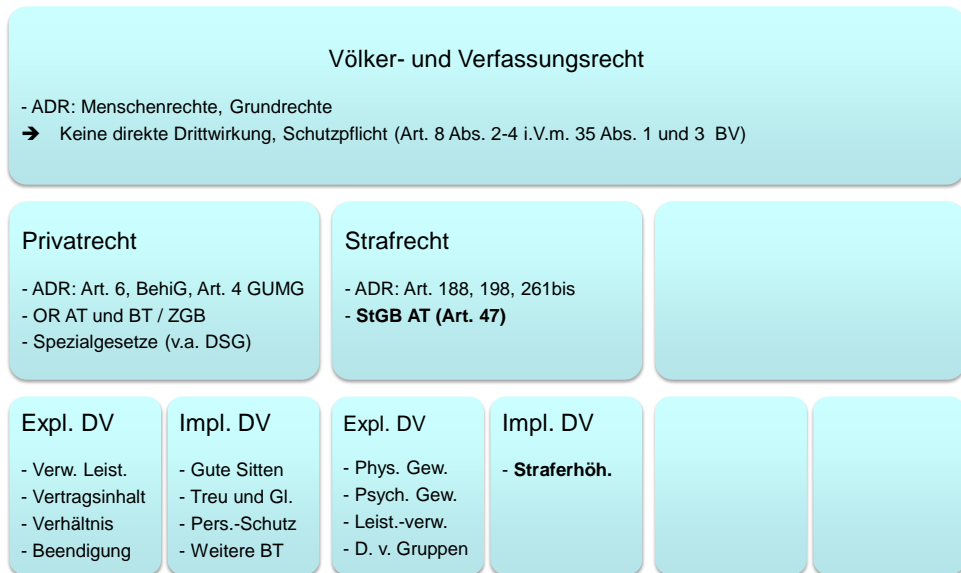 Völker- und Verfassungsrecht
- ADR: Menschenrechte, Grundrechte
➔ Keine direkte Drittwirkung, Schutzpflicht (Art. 8 Abs. 2-4 i.V.m. 35 Abs. 1 und 3 BV)
Privatrecht
- ADR: Art. 6, BehiG, Art. 4 GUMG
- OR AT und BT / ZGB
- Spezialgesetze (v.a. DSG)
Strafrecht
- ADR: Art. 188, 198, 261bis
- StGB AT (Art. 47)
Expl. DV
- Verw. Leist.
- Vertragsinhalt
- Verhältnis
- Beendigung
Impl. DV
- Gute Sitten
- Treu und Gl.
- Pers.-Schutz
- Weitere BT
Expl. DV
- Phys. Gew.
- Psych. Gew.
- Leist.-verw.
- D. v. Gruppen
Impl. DV
- Straferhöh.